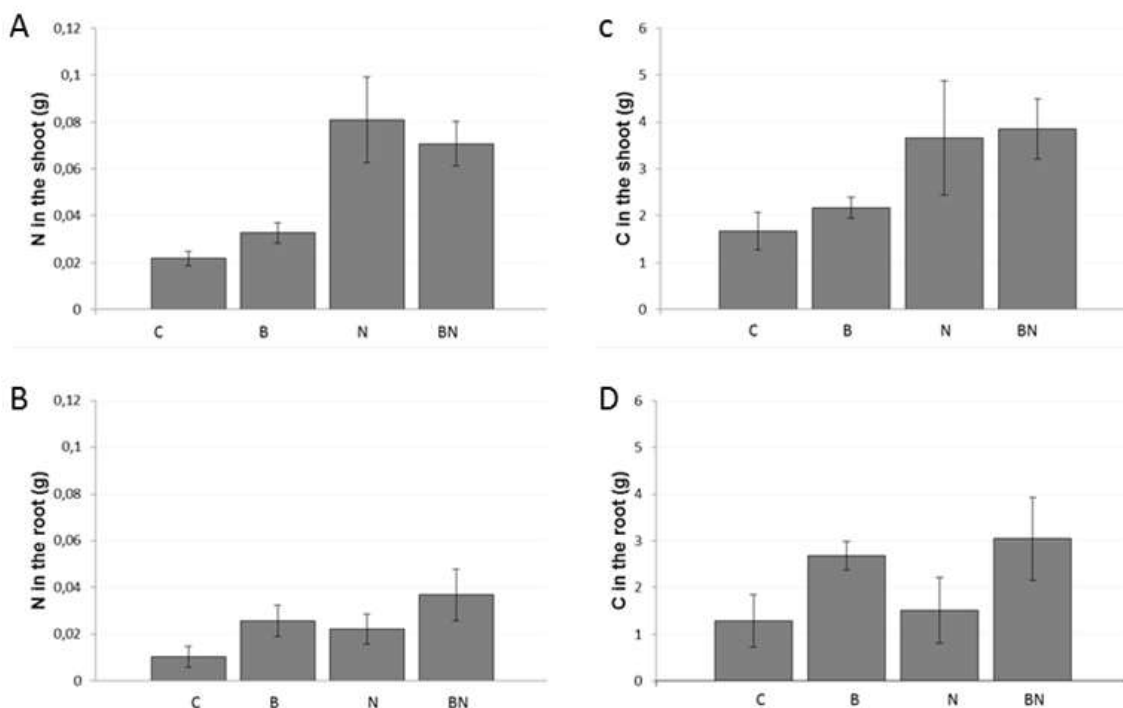 A
N in the shoot (g)
0,12
0,1
0,08
0,06
0,04
0,02
0
C B N BN
c
C in the shoot (g)
6
5
4
3
2
1
0
C B N BN
B
N in the root (g)
0,12
0,1
0,08
0,06
0,04
0,02
0
C B N BN
D
C in the root (g)
6
5
4
3
2
1
0
C B N BN